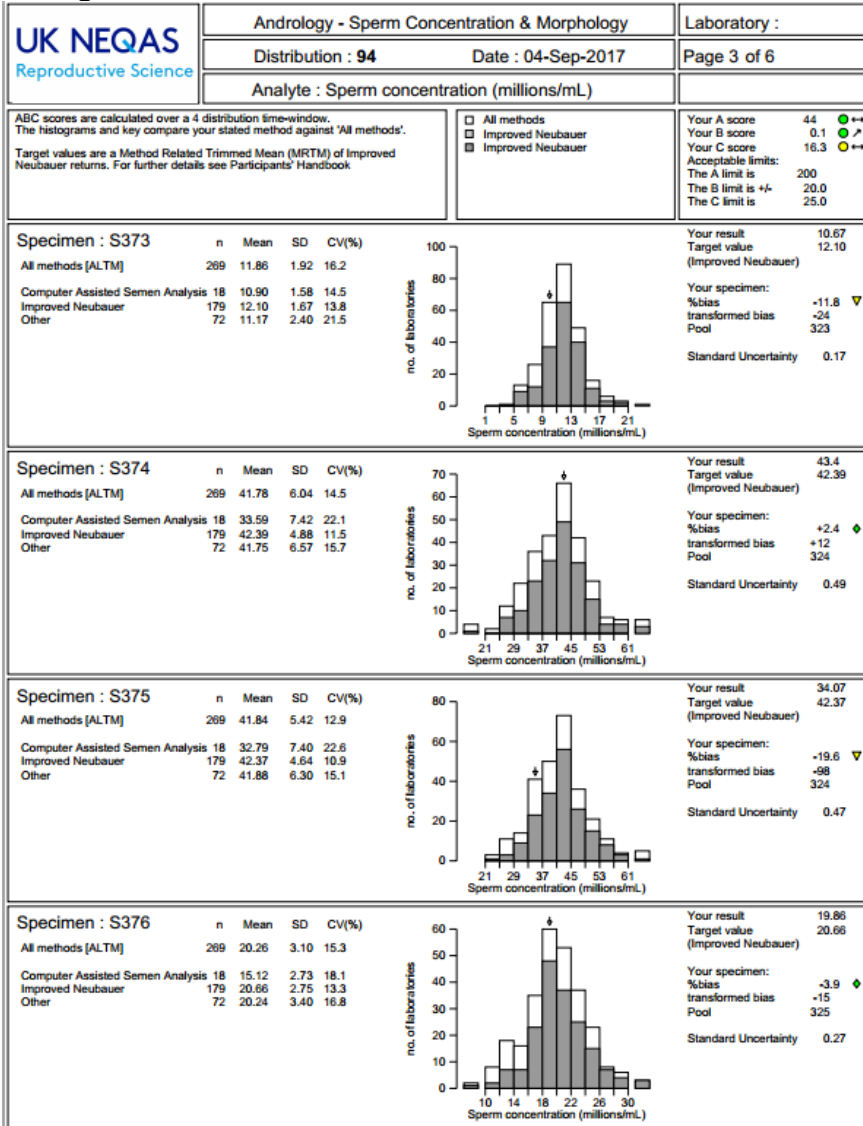 UK NEQAS
Reproductive Science
Andrology - Sperm Concentration & Morphology
Laboratory :
Distribution : 94 Date : 04-Sep-2017
Page 3 of 6
Analyte : Sperm concentration (millions/mL)
ABC scores are calculated over a 4 distribution time-window.
The histograms and key compare your stated method against 'All methods'.
Target values are a Method Related Trimmed Mean (MRTM) of Improved
Neubauer returns. For further details see Participants' Handbook
All methods
Improved Neubauer
Improved Neubauer
Your A score 44
Your B score 0.1
Your C score 16.3
Acceptable limits:
The A limit is 200
The B limit is +/- 20.0
The C limit is 25.0
Specimen : S373 n Mean SD CV(%)
All methods [ALTM] 269 11.86 1.92 16.2
Computer Assisted Semen Analysis 18 10.90 1.58 14.5
Improved Neubauer 179 12.10 1.67 13.8
Other 72 11.17 2.40 21.5
no. of laboratories
100
80
60
40
20
0
1 5 9 13 17 21
Sperm concentration (millions/mL)
Your result 10.67
Target value 12.10
(Improved Neubauer)
Your specimen:
%bias -11.8
transformed bias -24
Pool 323
Standard Uncertainty 0.17
Specimen : S374 n Mean SD CV(%)
All methods [ALTM] 269 41.78 6.04 14.5
Computer Assisted Semen Analysis 18 33.59 7.42 22.1
Improved Neubauer 179 42.39 4.88 11.5
Other 72 41.75 6.57 15.7
no. of laboratories
70
60
50
40
30
20
10
0
21 29 37 45 53 61
Sperm concentration (millions/mL)
Your result 43.4
Target value 42.39
(Improved Neubauer)
Your specimen:
%bias +2.4
transformed bias +12
Pool 324
Standard Uncertainty 0.49
Specimen : S375 n Mean SD CV(%)
All methods [ALTM] 269 41.84 5.42 12.9
Computer Assisted Semen Analysis 18 32.79 7.40 22.6
Improved Neubauer 179 42.37 4.64 10.9
Other 72 41.88 6.30 15.1
no. of laboratories
80
60
40
20
0
21 29 37 45 53 61
Sperm concentration (millions/mL)
Your result 34.07
Target value 42.37
(Improved Neubauer)
Your specimen:
%bias -19.6
transformed bias -98
Pool 324
Standard Uncertainty 0.47
Specimen : S376 n Mean SD CV(%)
All methods [ALTM] 269 20.26 3.10 15.3
Computer Assisted Semen Analysis 18 15.12 2.73 18.1
Improved Neubauer 179 20.66 2.75 13.3
Other 72 20.24 3.40 16.8
no. of laboratories
60
50
40
30
20
10
0
10 14 18 22 26 30
Sperm concentration (millions/mL)
Your result 19.86
Target value 20.66
(Improved Neubauer)
Your specimen:
%bias -3.9
transformed bias -15
Pool 325
Standard Uncertainty 0.27